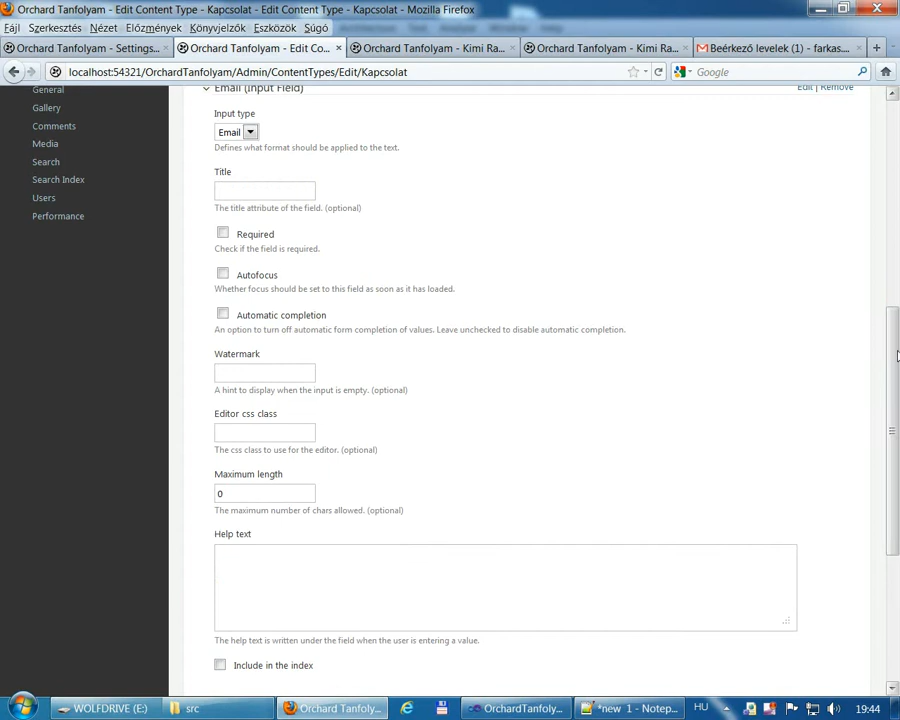 Orchard Tanfolyam - Edit Content Type - Kapcsolat - Edit Content Type - Kapcsolat - Mozilla Firefox
Fájl Szerkesztés Nézet Előzmények Könyvjelzők Eszközök Súgó
Orchard Tanfolyam - Settings... × Orchard Tanfolyam - Edit Co... × Orchard Tanfolyam - Kimi Ra... × Orchard Tanfolyam - Kimi Ra... × Beérkező levelek (1) - farkas... × +
localhost:54321/OrchardTanfolyam/Admin/ContentTypes/Edit/Kapcsolat Google
General
Gallery
Comments
Media
Search
Search Index
Users
Performance
Email (Input Field) Edit | Remove
Input type
Email
Defines what format should be applied to the text.
Title
The title attribute of the field. (optional)
Required
Check if the field is required.
Autofocus
Whether focus should be set to this field as soon as it has loaded.
Automatic completion
An option to turn off automatic form completion of values. Leave unchecked to disable automatic completion.
Watermark
A hint to display when the input is empty. (optional)
Editor css class
The css class to use for the editor. (optional)
Maximum length
0
The maximum number of chars allowed. (optional)
Help text
The help text is written under the field when the user is entering a value.
Include in the index
WOLFDRIVE (E:) src Orchard Tanfolya... OrchardTanfoly... *new 1 - Notep... HU 19:44